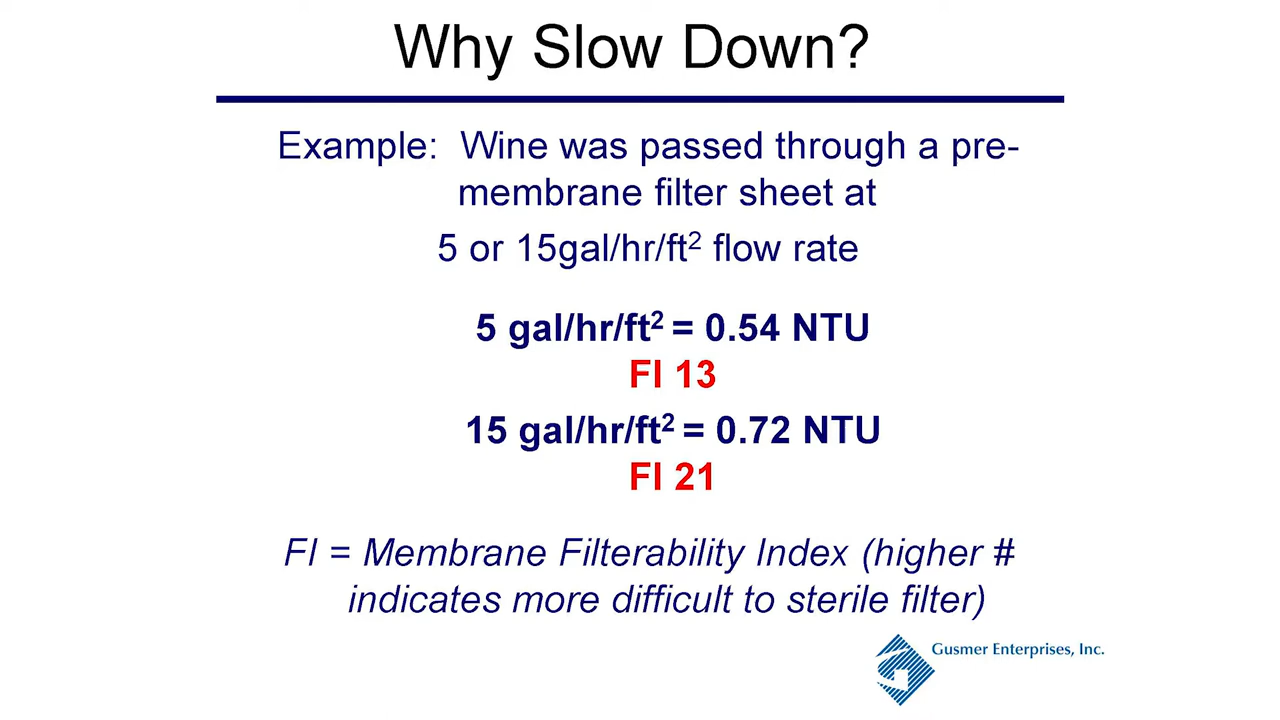 Why Slow Down?
Example:  Wine was passed through a pre-
membrane filter sheet at
5 or 15gal/hr/ft² flow rate
5 gal/hr/ft² = 0.54 NTU
FI 13
15 gal/hr/ft² = 0.72 NTU
FI 21
FI = Membrane Filterability Index (higher #
indicates more difficult to sterile filter)
Gusmer Enterprises, Inc.